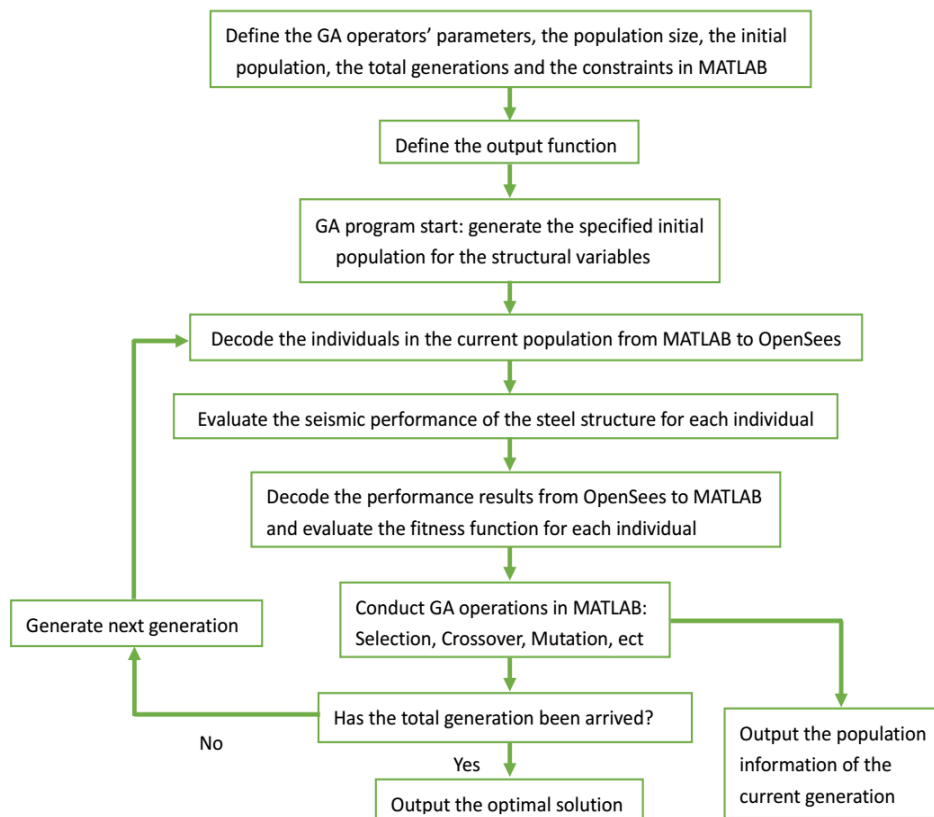 Define the GA operators’ parameters, the population size, the initial
population, the total generations and the constraints in MATLAB
Define the output function
GA program start: generate the specified initial
population for the structural variables
Decode the individuals in the current population from MATLAB to OpenSees
Evaluate the seismic performance of the steel structure for each individual
Decode the performance results from OpenSees to MATLAB
and evaluate the fitness function for each individual
Conduct GA operations in MATLAB:
Selection, Crossover, Mutation, ect
Generate next generation
Has the total generation been arrived?
No
Yes
Output the optimal solution
Output the population
information of the
current generation